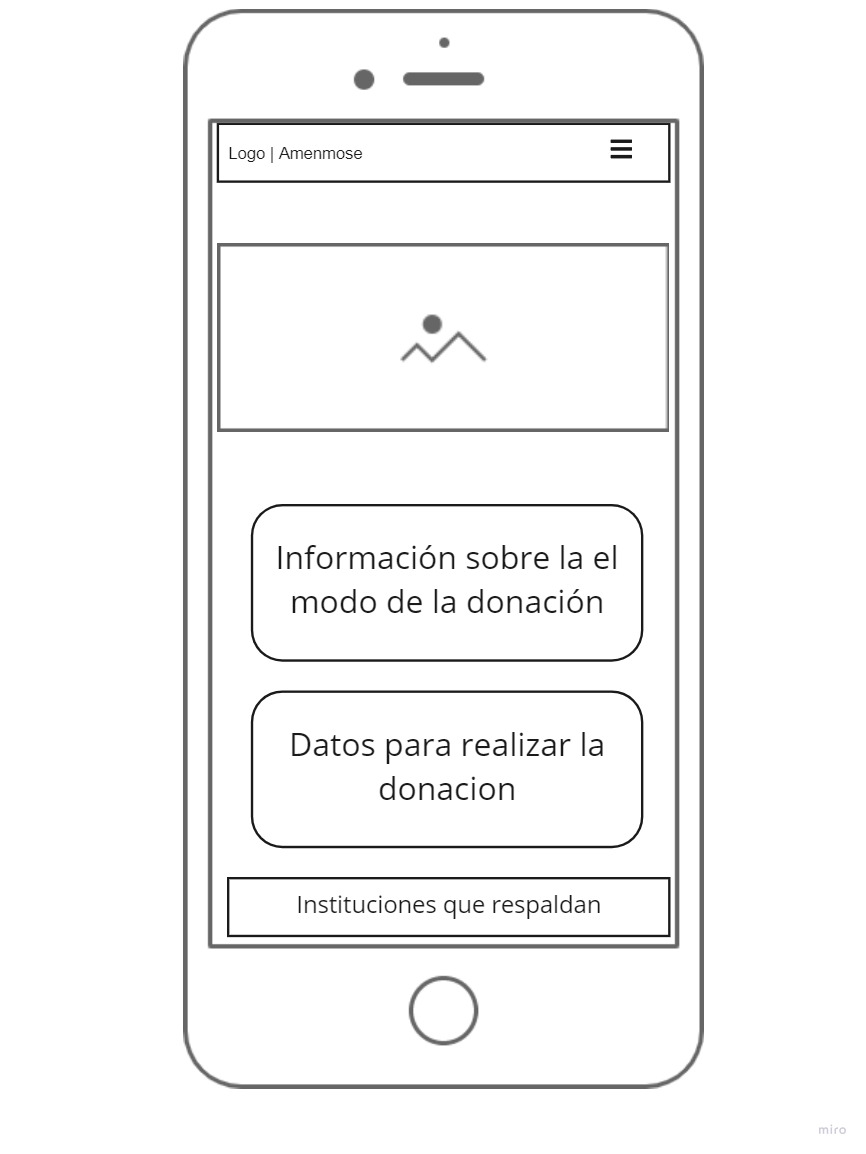 Logo | Amenmose
Información sobre la el
modo de la donación
Datos para realizar la
donacion
Instituciones que respaldan
miro